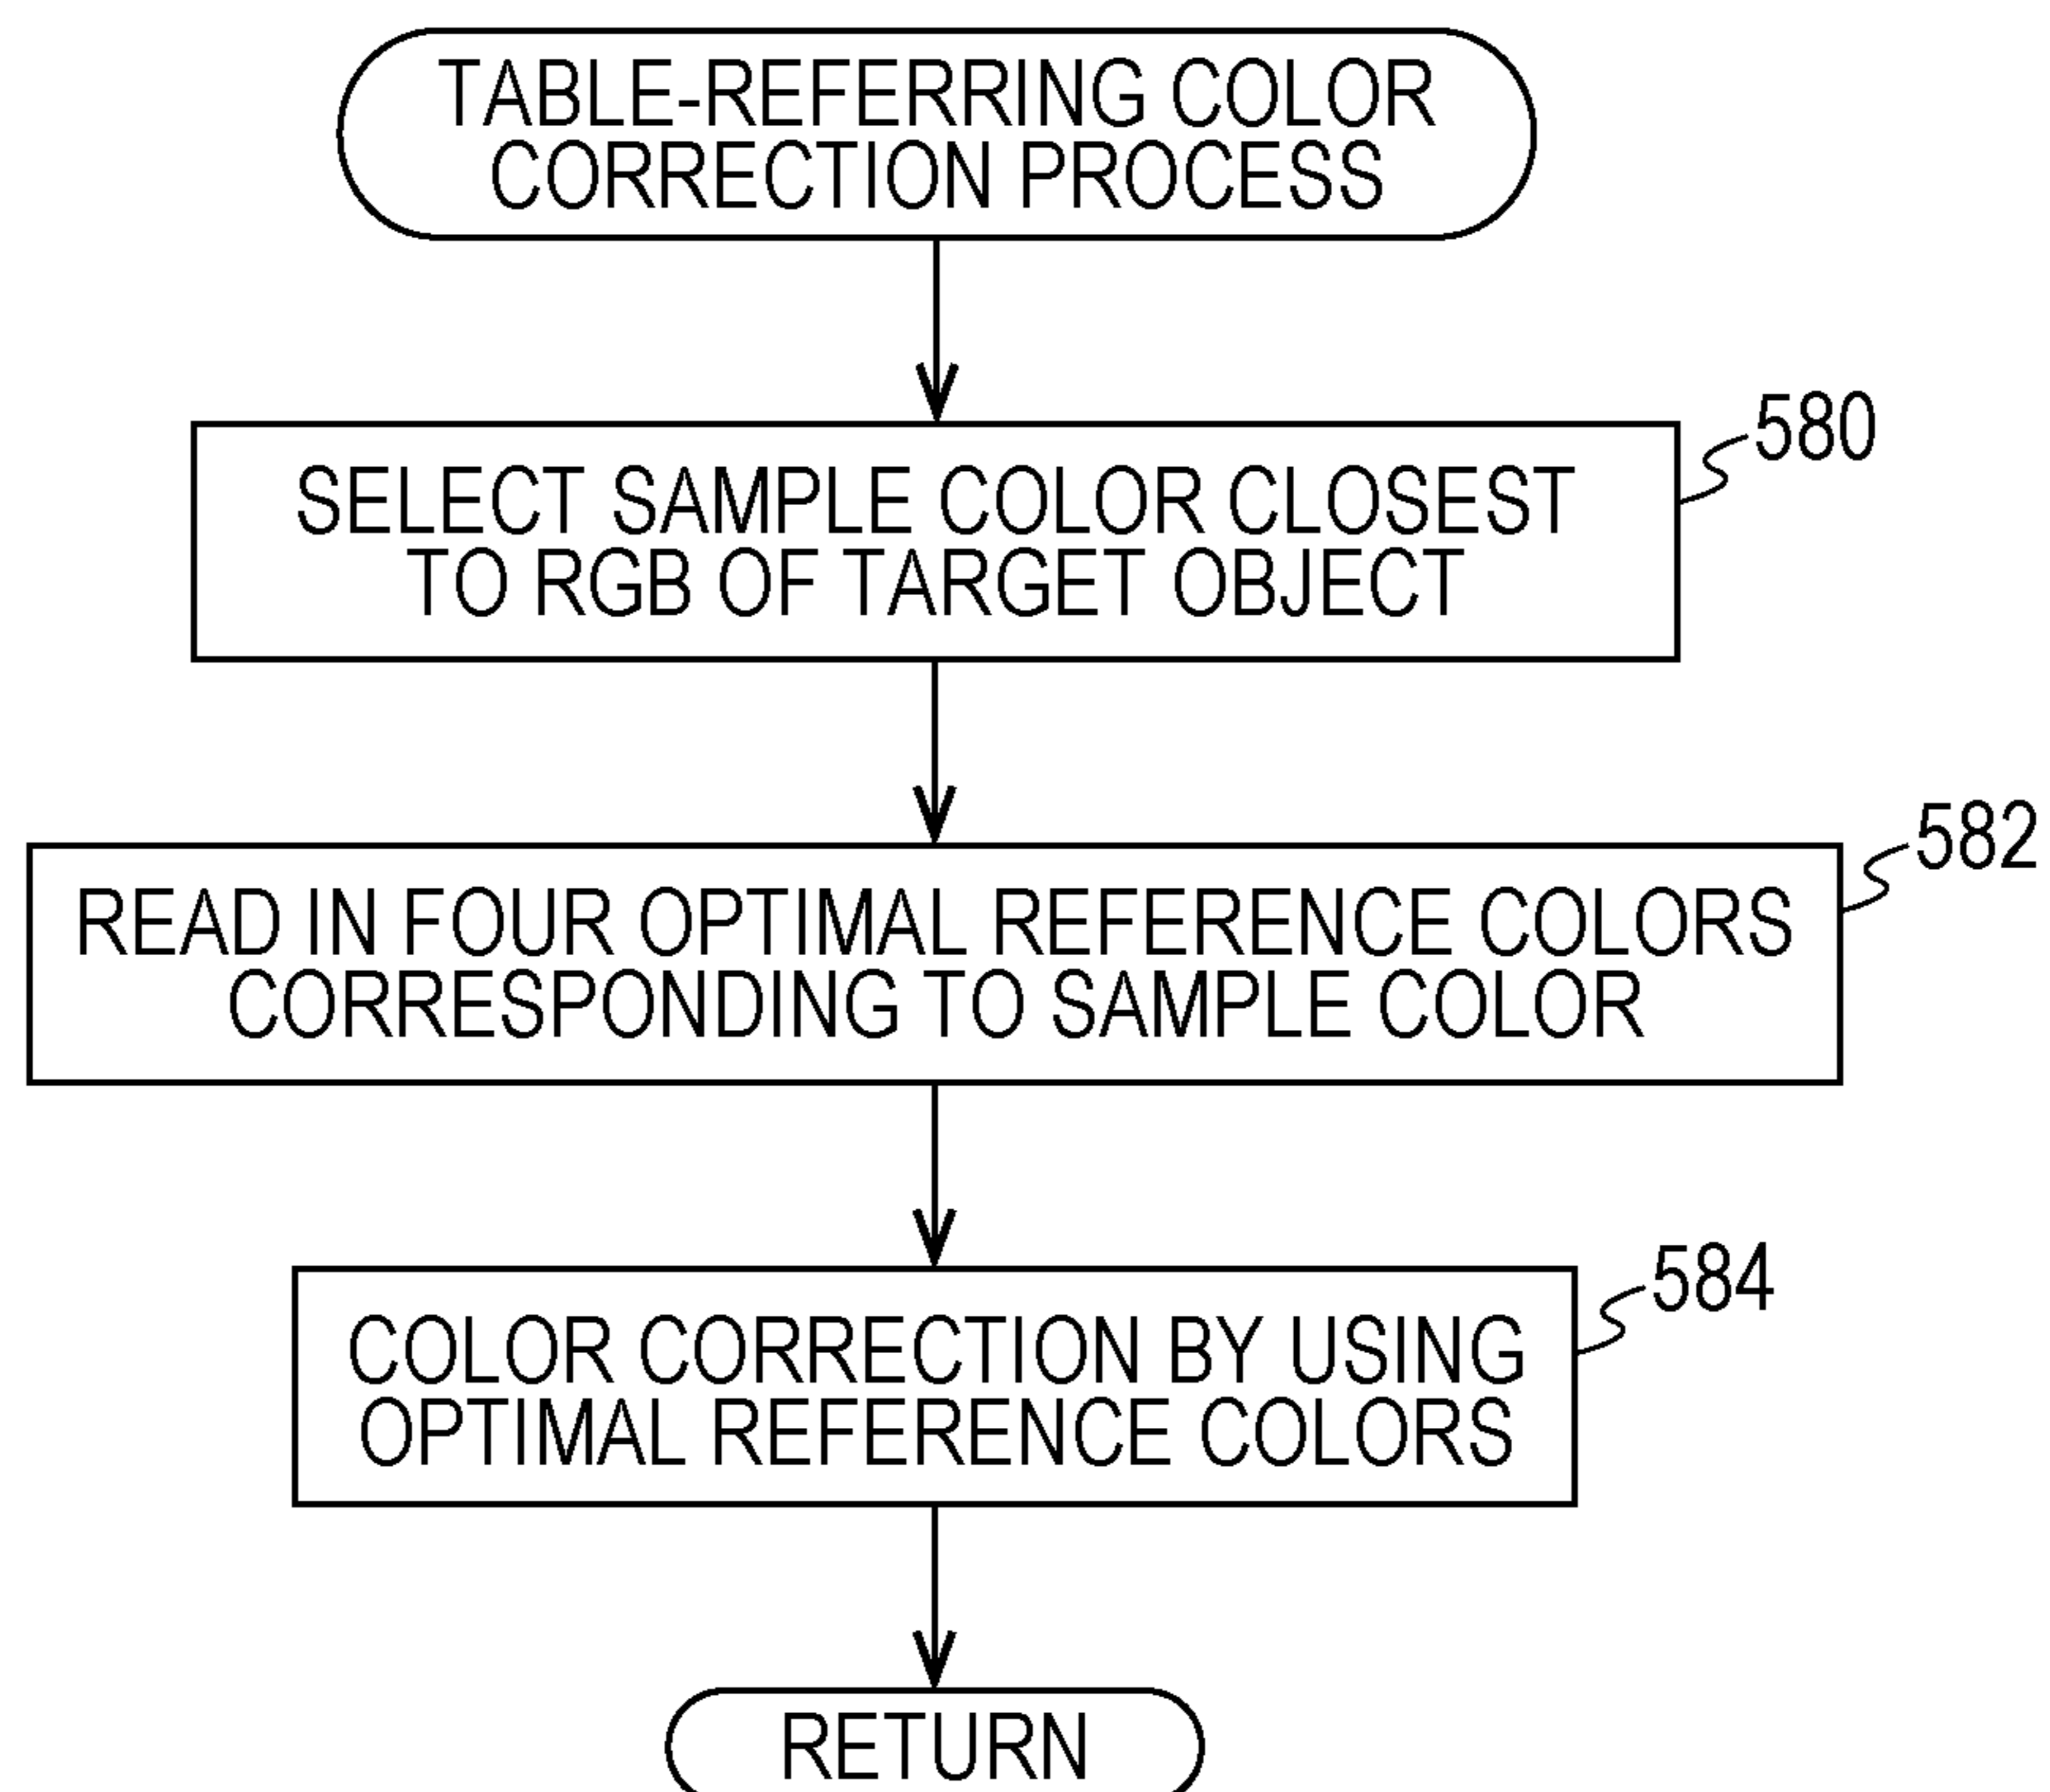 TABLE-REFERRING COLOR
CORRECTION PROCESS
580
SELECT SAMPLE COLOR CLOSEST
TO RGB OF TARGET OBJECT
582
READ IN FOUR OPTIMAL REFERENCE COLORS
CORRESPONDING TO SAMPLE COLOR
584
COLOR CORRECTION BY USING
OPTIMAL REFERENCE COLORS
RETURN